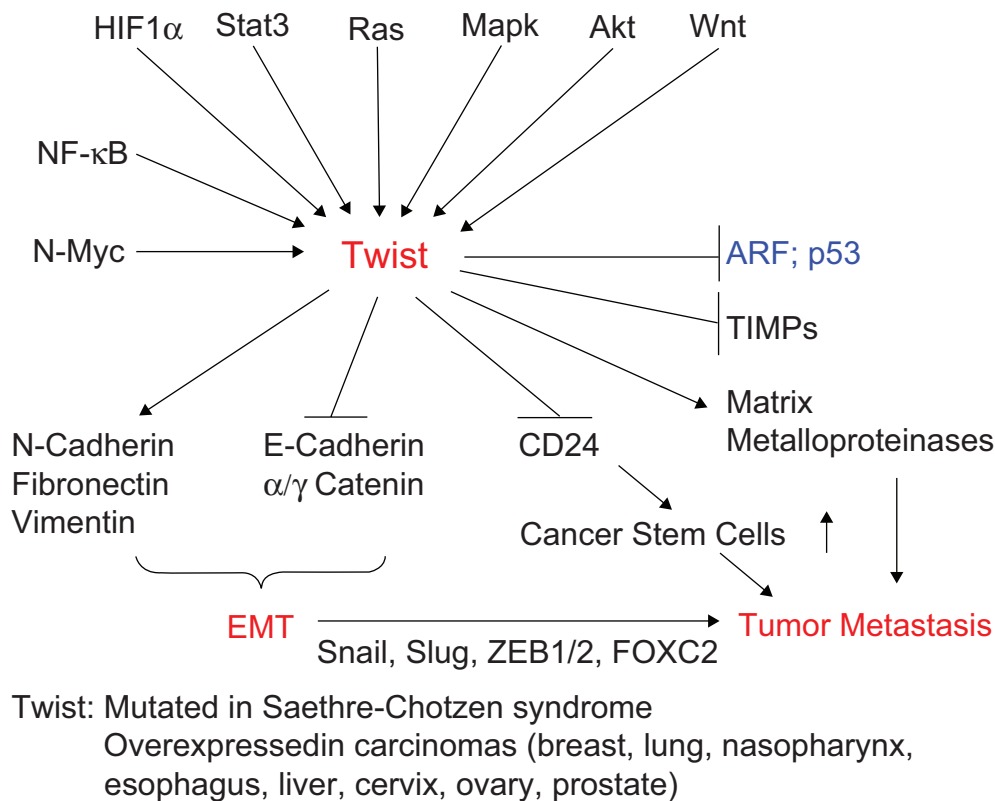 HIF1α Stat3 Ras Mapk Akt Wnt
NF-κB
N-Myc
Twist
ARF; p53
TIMPs
Matrix
Metalloproteinases
N-Cadherin
Fibronectin
Vimentin
E-Cadherin
α/γ Catenin
CD24
Cancer Stem Cells
EMT
Snail, Slug, ZEB1/2, FOXC2
Tumor Metastasis
Twist: Mutated in Saethre-Chotzen syndrome
Overexpressedin carcinomas (breast, lung, nasopharynx,
esophagus, liver, cervix, ovary, prostate)